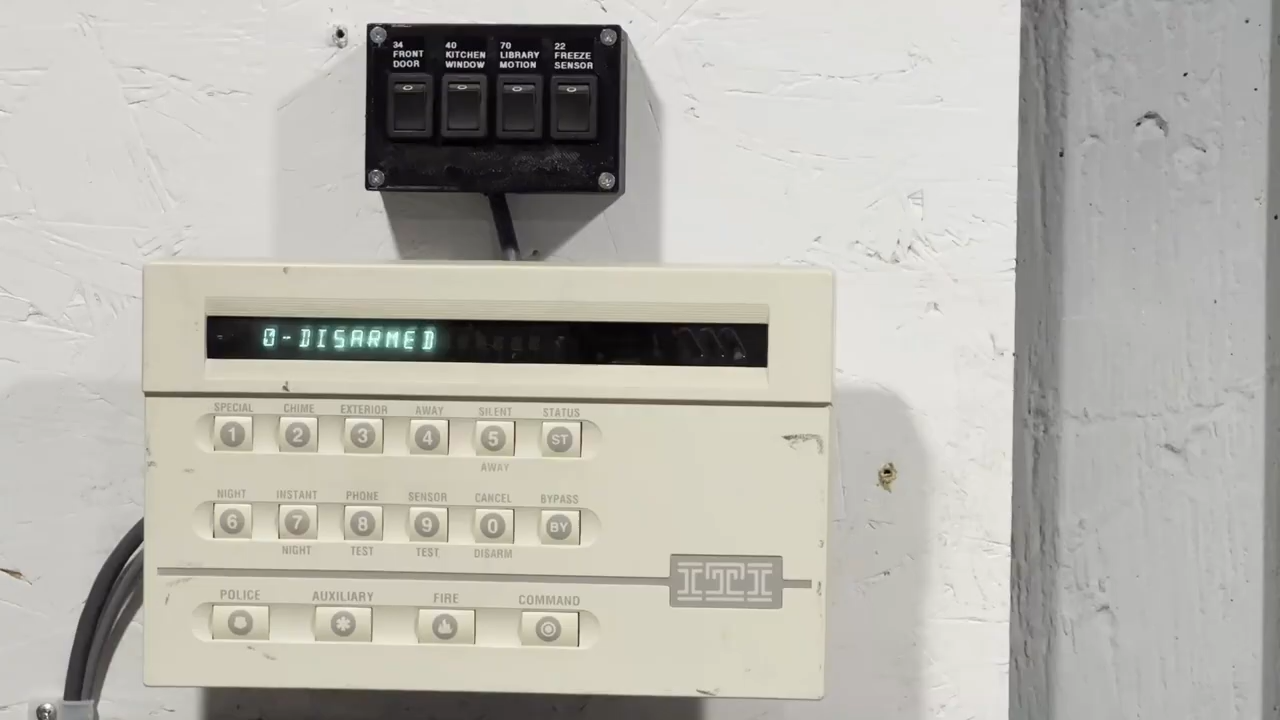 34 FRONT DOOR
40 KITCHEN WINDOW
70 LIBRARY MOTION
22 FREEZE SENSOR
0-DISARMED
SPECIAL CHIME EXTERIOR AWAY SILENT STATUS
1 2 3 4 5 ST
AWAY
NIGHT INSTANT PHONE SENSOR CANCEL BYPASS
6 7 8 9 0 BY
NIGHT TEST TEST DISARM
ITI
POLICE AUXILIARY FIRE COMMAND